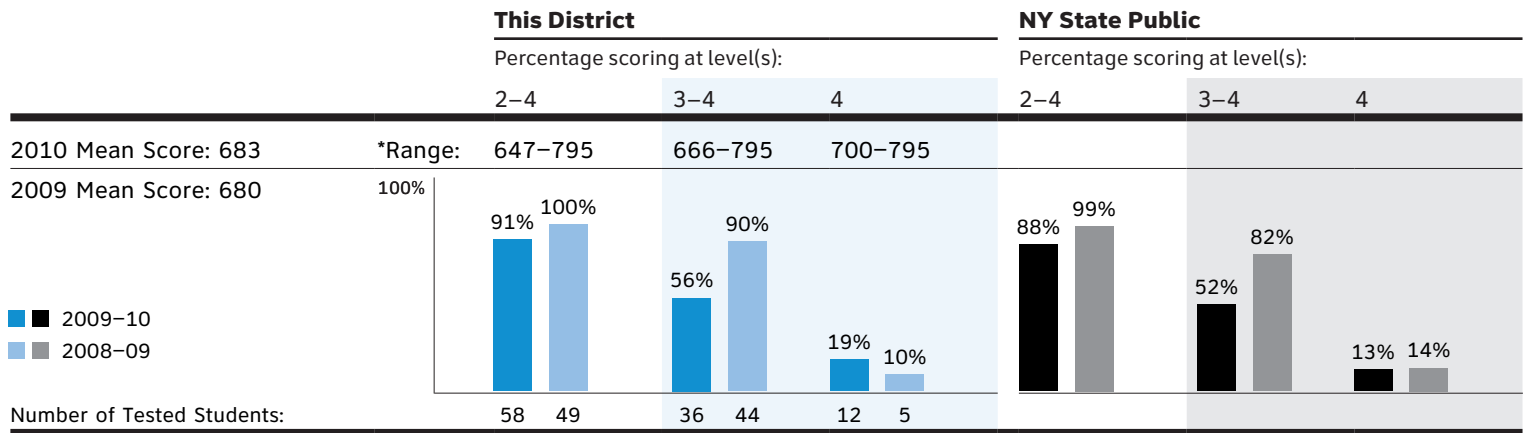 This District NY State Public
Percentage scoring at level(s): Percentage scoring at level(s):
2–4 3–4 4 2–4 3–4 4
2010 Mean Score: 683 *Range: 647–795 666–795 700–795
2009 Mean Score: 680 100%
91% 100% 56% 90% 19% 10% 88% 99% 52% 82% 13% 14%
2009–10
2008–09
Number of Tested Students: 58 49 36 44 12 5